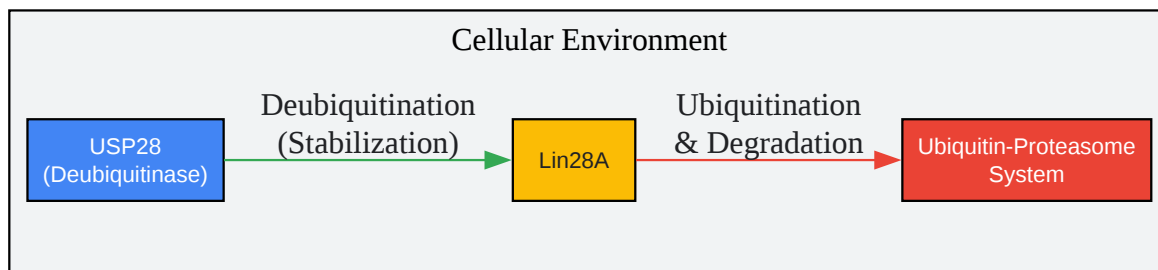 Cellular Environment
Deubiquitination
(Stabilization)
Ubiquitination
& Degradation
USP28
(Deubiquitinase)
Lin28A
Ubiquitin-Proteasome
System